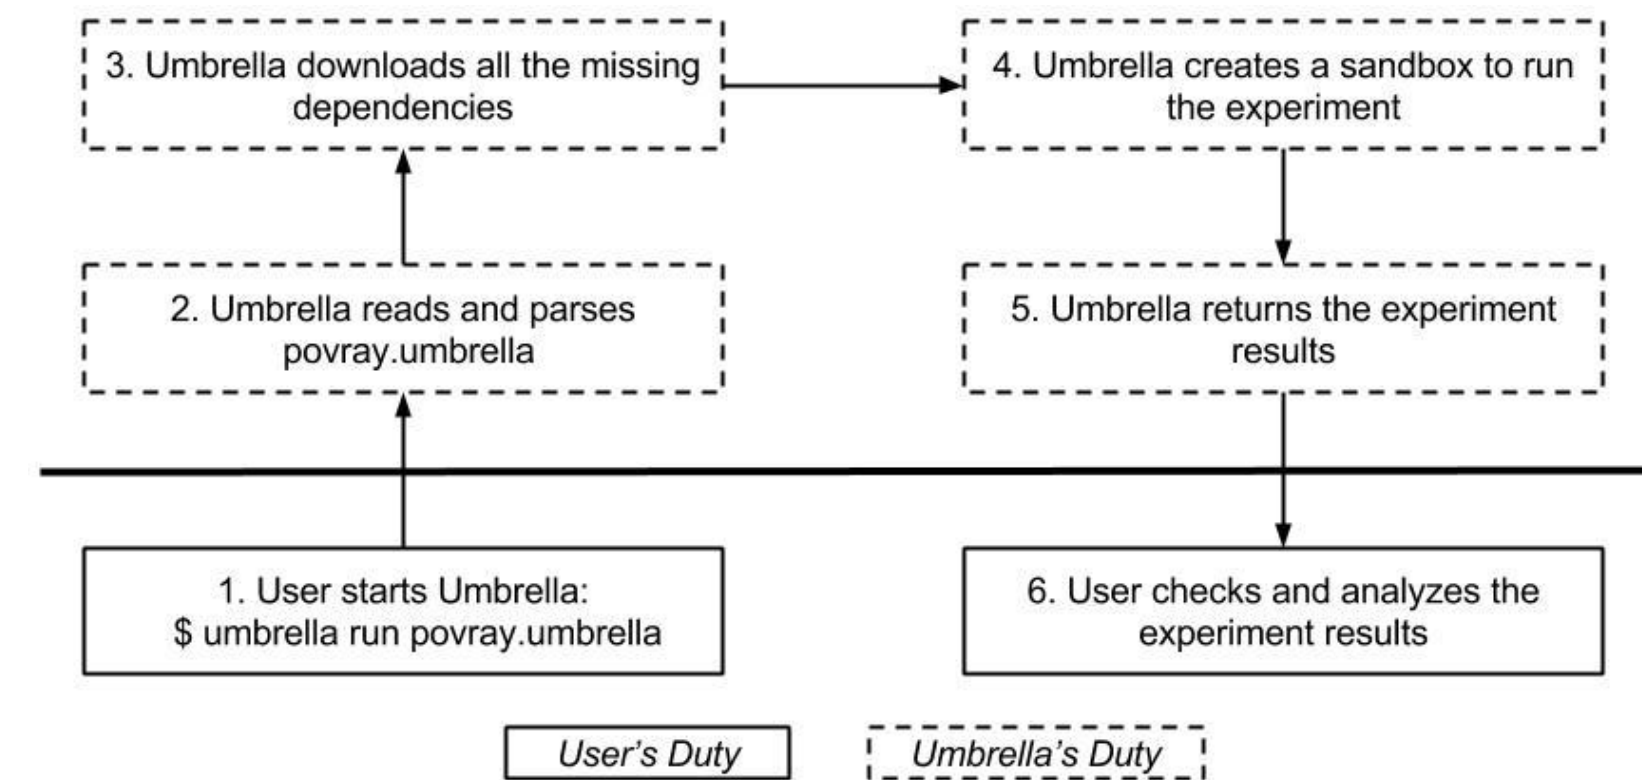 3. Umbrella downloads all the missing
dependencies
4. Umbrella creates a sandbox to run
the experiment
2. Umbrella reads and parses
povray.umbrella
5. Umbrella returns the experiment
results
1. User starts Umbrella:
$ umbrella run povray.umbrella
6. User checks and analyzes the
experiment results
User's Duty
Umbrella's Duty